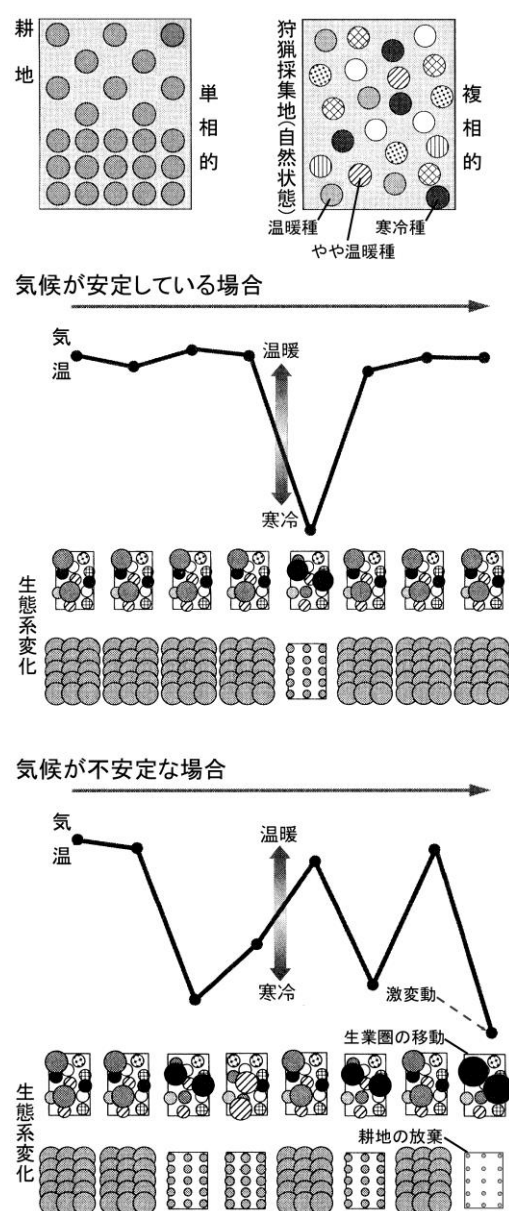 耕地
単相的
狩猟採集地(自然状態)
複相的
温暖種
やや温暖種
寒冷種
気候が安定している場合
気温
温暖
寒冷
生態系変化
気候が不安定な場合
気温
温暖
寒冷
激変動
生業圏の移動
生態系変化
耕地の放棄